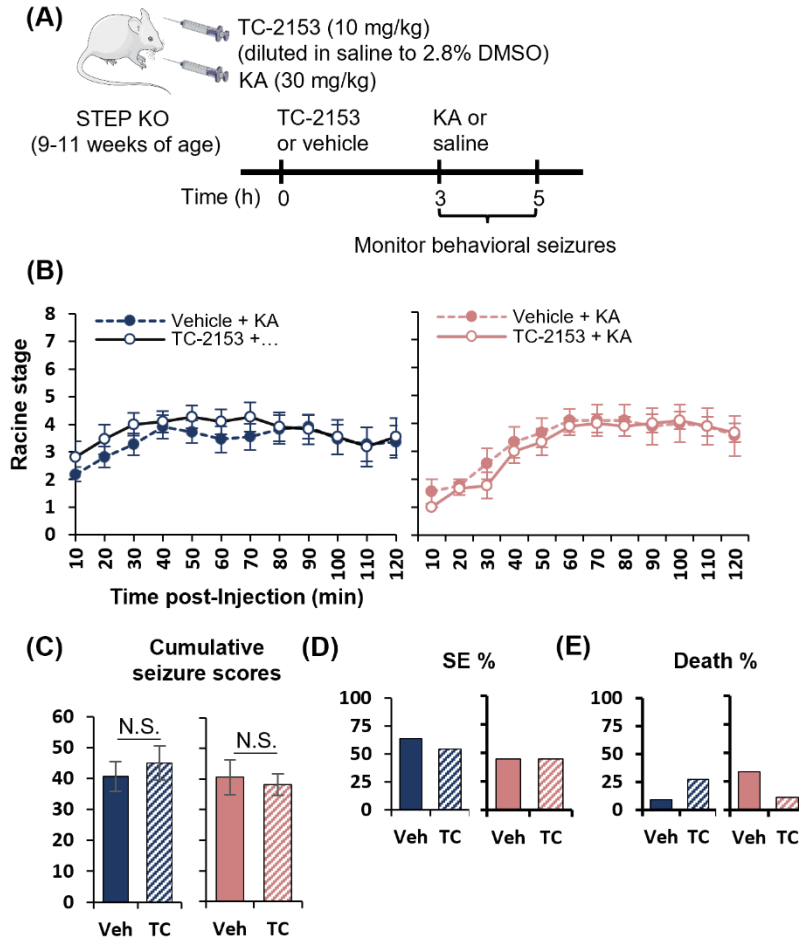 (A)
TC-2153 (10 mg/kg)
(diluted in saline to 2.8% DMSO)
KA (30 mg/kg)
STEP KO
(9-11 weeks of age)
TC-2153
or vehicle
KA or
saline
Time (h) 0 3 5
Monitor behavioral seizures
(B)
Racine stage
8
7
6
5
4
3
2
1
0
Vehicle + KA
TC-2153 +...
10 20 30 40 50 60 70 80 90 100 110 120
Vehicle + KA
TC-2153 + KA
10 20 30 40 50 60 70 80 90 100 110 120
Time post-Injection (min)
(C)
Cumulative
seizure scores
60
50
40
30
20
10
0
N.S.
Veh TC
N.S.
Veh TC
(D)
SE %
100
75
50
25
0
Veh TC
Veh TC
(E)
Death %
100
75
50
25
0
Veh TC
Veh TC